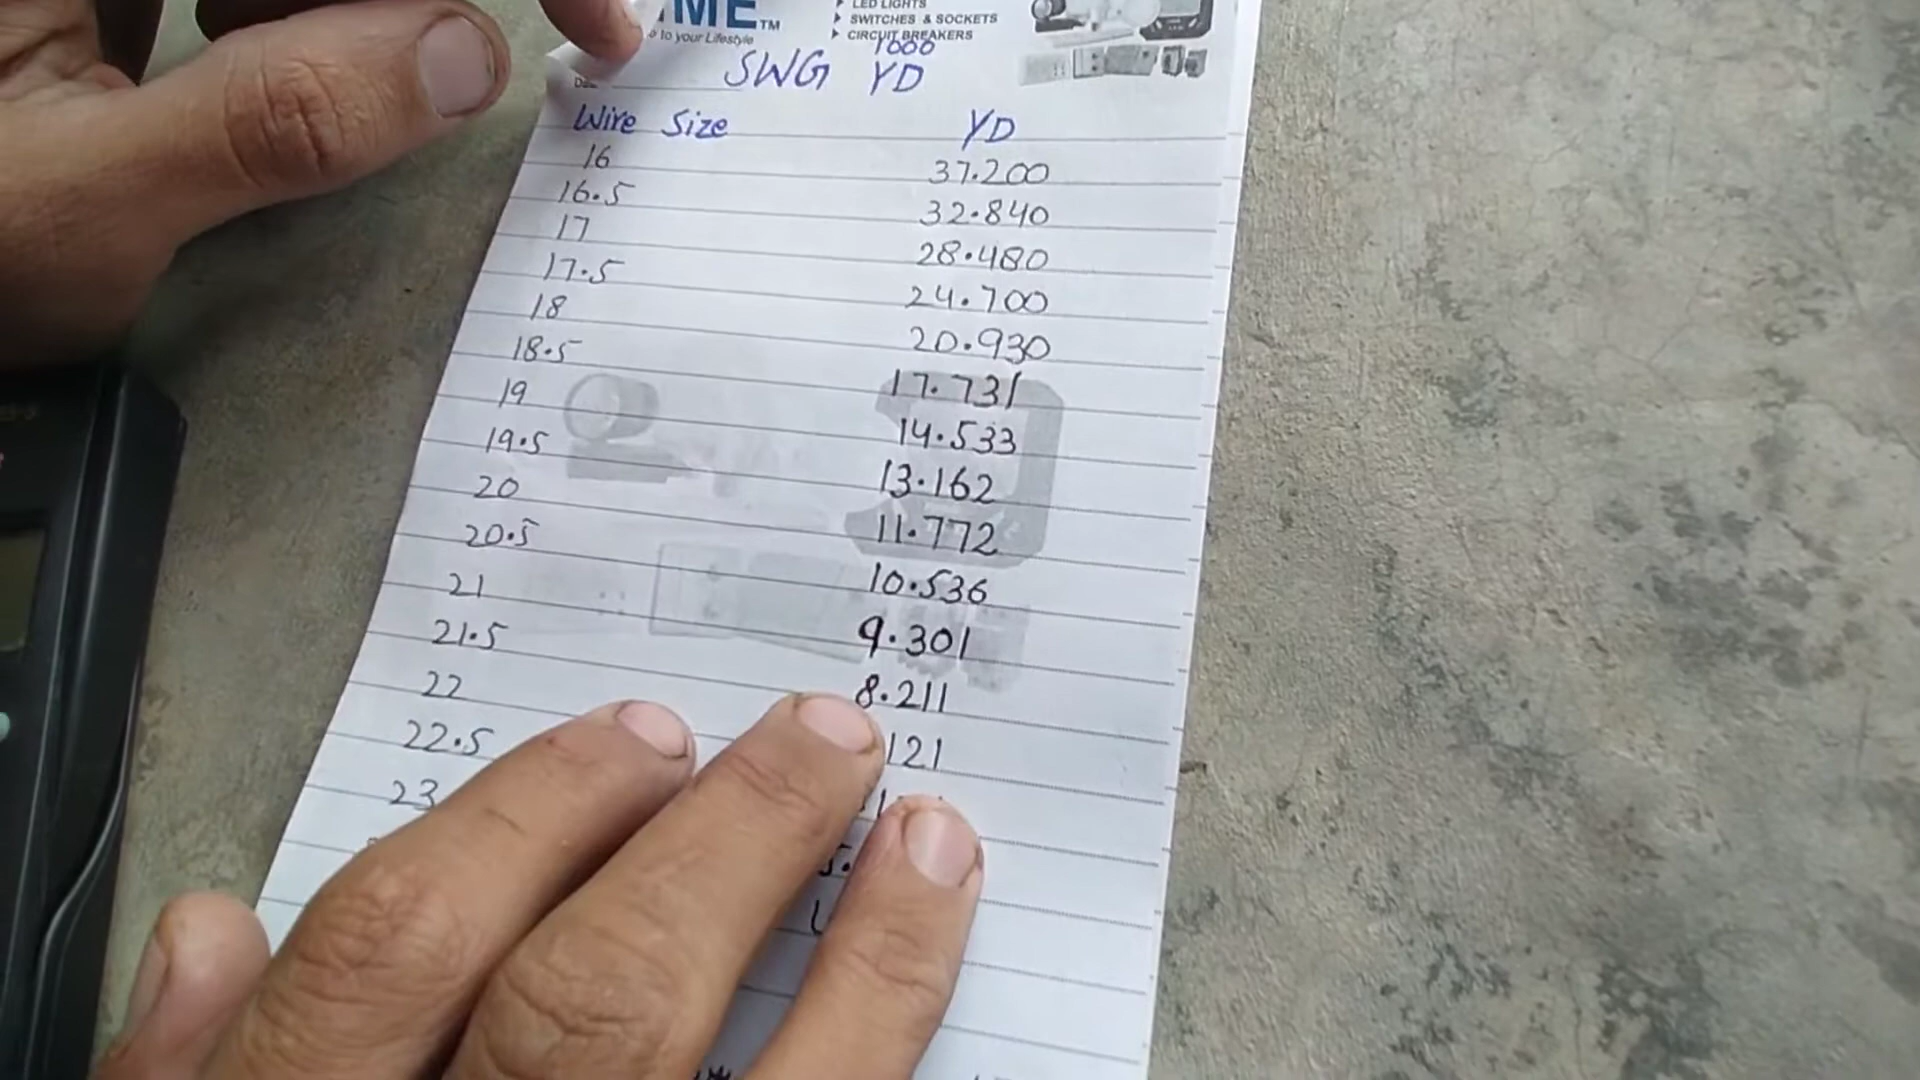 ME TM
to your Lifestyle
LED LIGHTS
SWITCHES & SOCKETS
CIRCUIT BREAKERS
1000
SWG YD
Wire Size YD
16 37.200
16.5 32.840
17 28.480
17.5 24.700
18 20.930
18.5 17.731
19 14.533
19.5 13.162
20 11.772
20.5 10.536
21 9.301
21.5 8.211
22 121
22.5
23